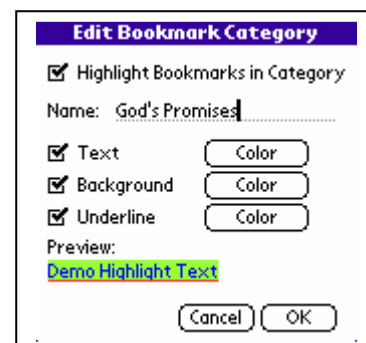 Edit Bookmark Category
Highlight Bookmarks in Category
Name: God's Promises
Text Color
Background Color
Underline Color
Preview:
Demo Highlight Text
Cancel OK